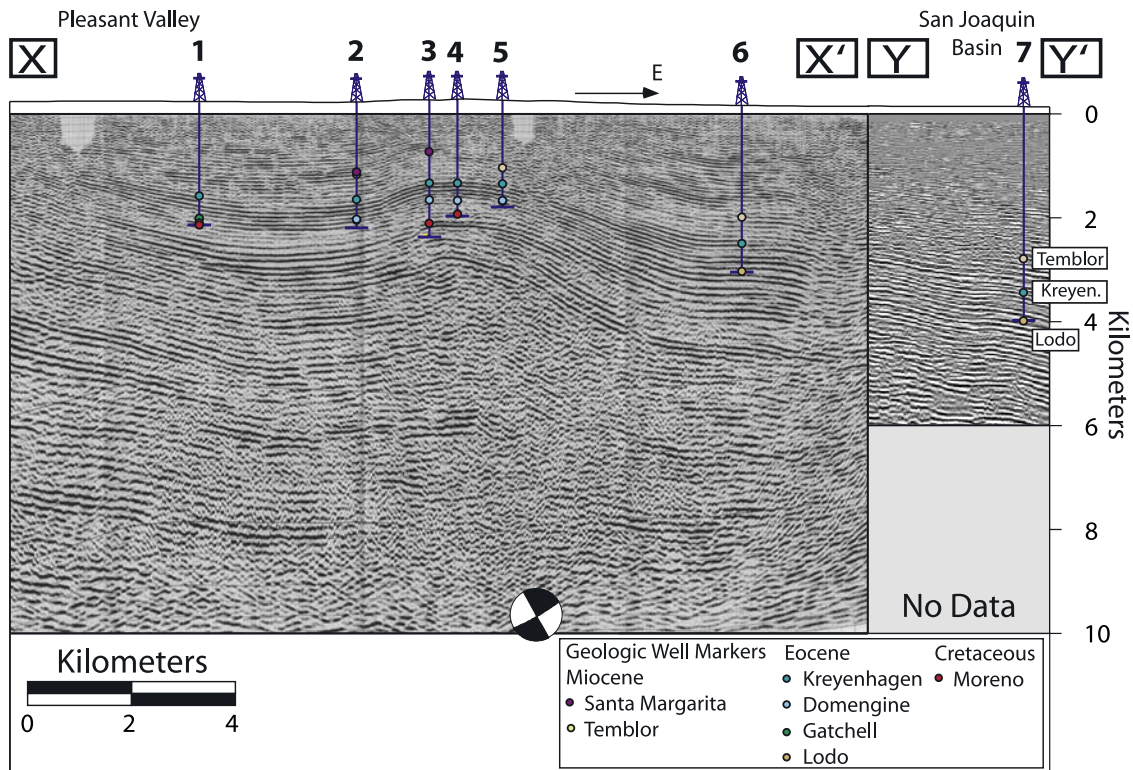 Pleasant Valley
San Joaquin
Basin
X 1 2 3 4 5 6 X' Y 7 Y'
E
0
2
Temblor
Kreyen.
4
Lodo
Kilometers
6
8
No Data
10
Kilometers
0 2 4
Geologic Well Markers
Miocene
Santa Margarita
Temblor
Eocene
Kreyenhagen
Domengine
Gatchell
Lodo
Cretaceous
Moreno